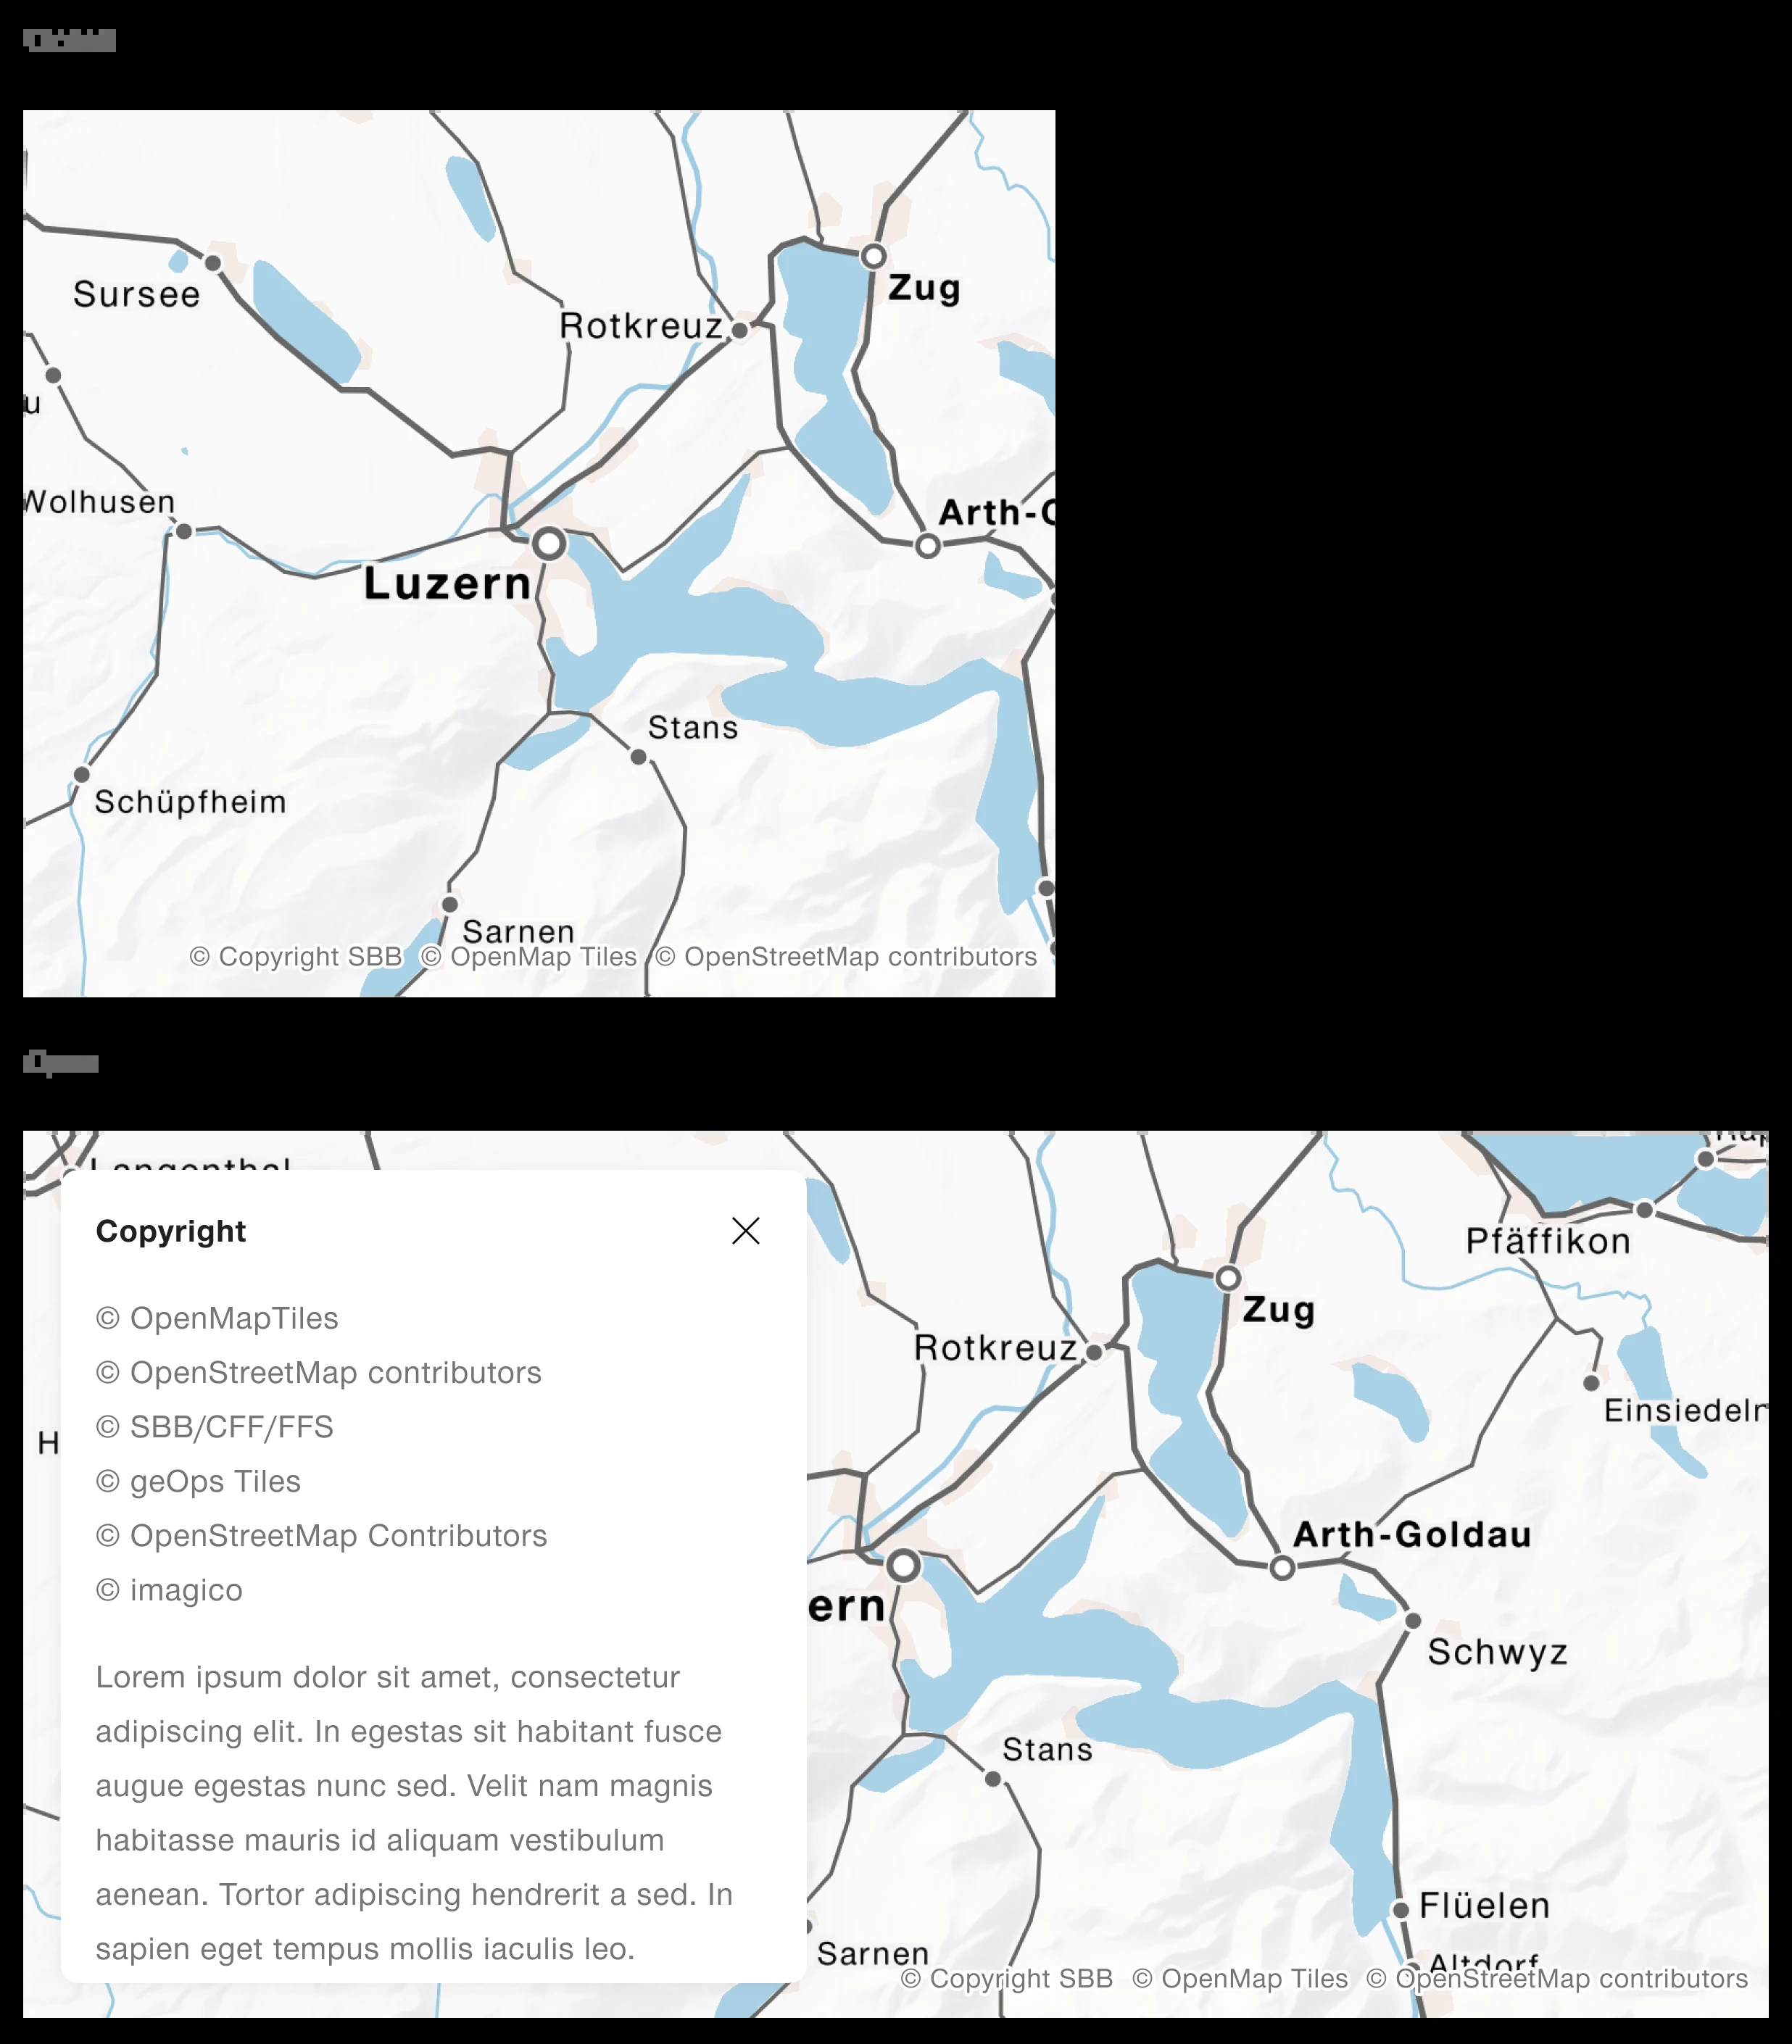 Zug
Sursee
Rotkreuz
u
Wolhusen
Arth-G
Luzern
Stans
Schüpfheim
Sarnen
© Copyright SBB © OpenMap Tiles © OpenStreetMap contributors
Langenthal
Copyright
© OpenMapTiles
© OpenStreetMap contributors
© SBB/CFF/FFS
© geOps Tiles
© OpenStreetMap Contributors
© imagico
Lorem ipsum dolor sit amet, consectetur
adipiscing elit. In egestas sit habitant fusce
augue egestas nunc sed. Velit nam magnis
habitasse mauris id aliquam vestibulum
aenean. Tortor adipiscing hendrerit a sed. In
sapien eget tempus mollis iaculis leo.
H
Pfäffikon
Zug
Rotkreuz
Einsiedeln
Arth-Goldau
ern
Schwyz
Stans
Flüelen
Sarnen
Altdorf
© Copyright SBB © OpenMap Tiles © OpenStreetMap contributors